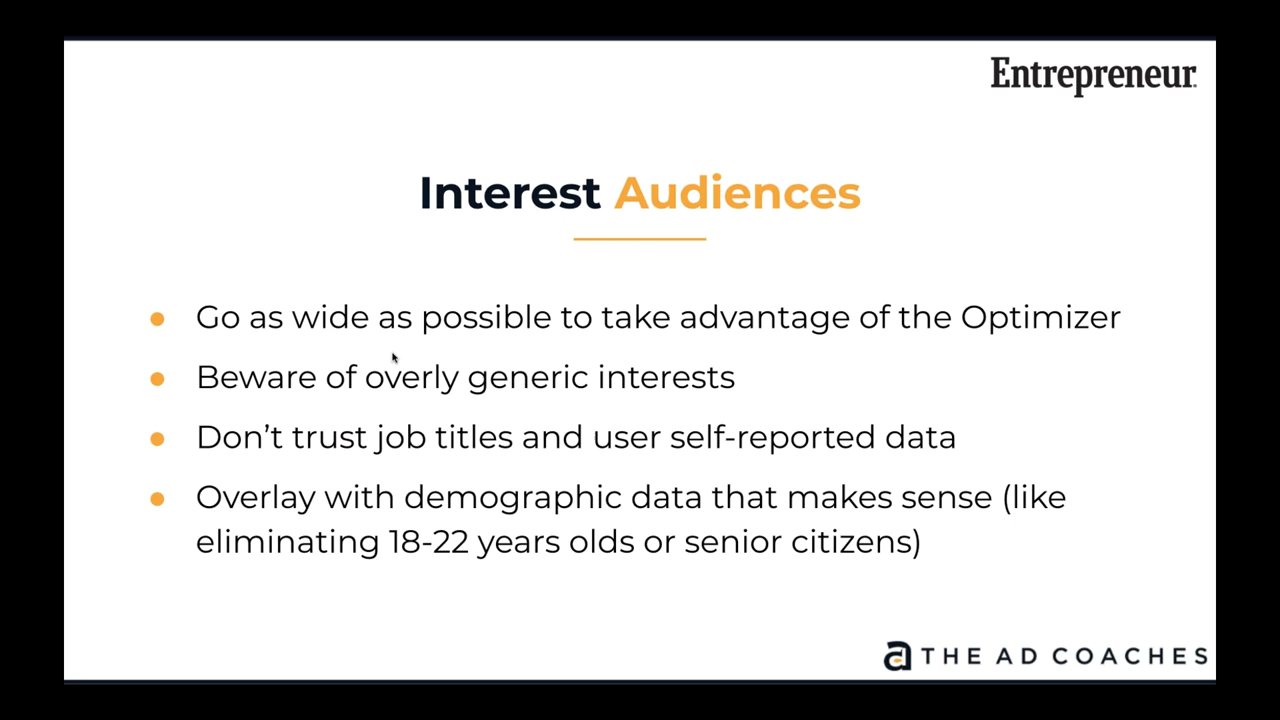 Entrepreneur
Interest Audiences
Go as wide as possible to take advantage of the Optimizer
Beware of overly generic interests
Don’t trust job titles and user self-reported data
Overlay with demographic data that makes sense (like
eliminating 18-22 years olds or senior citizens)
THE AD COACHES